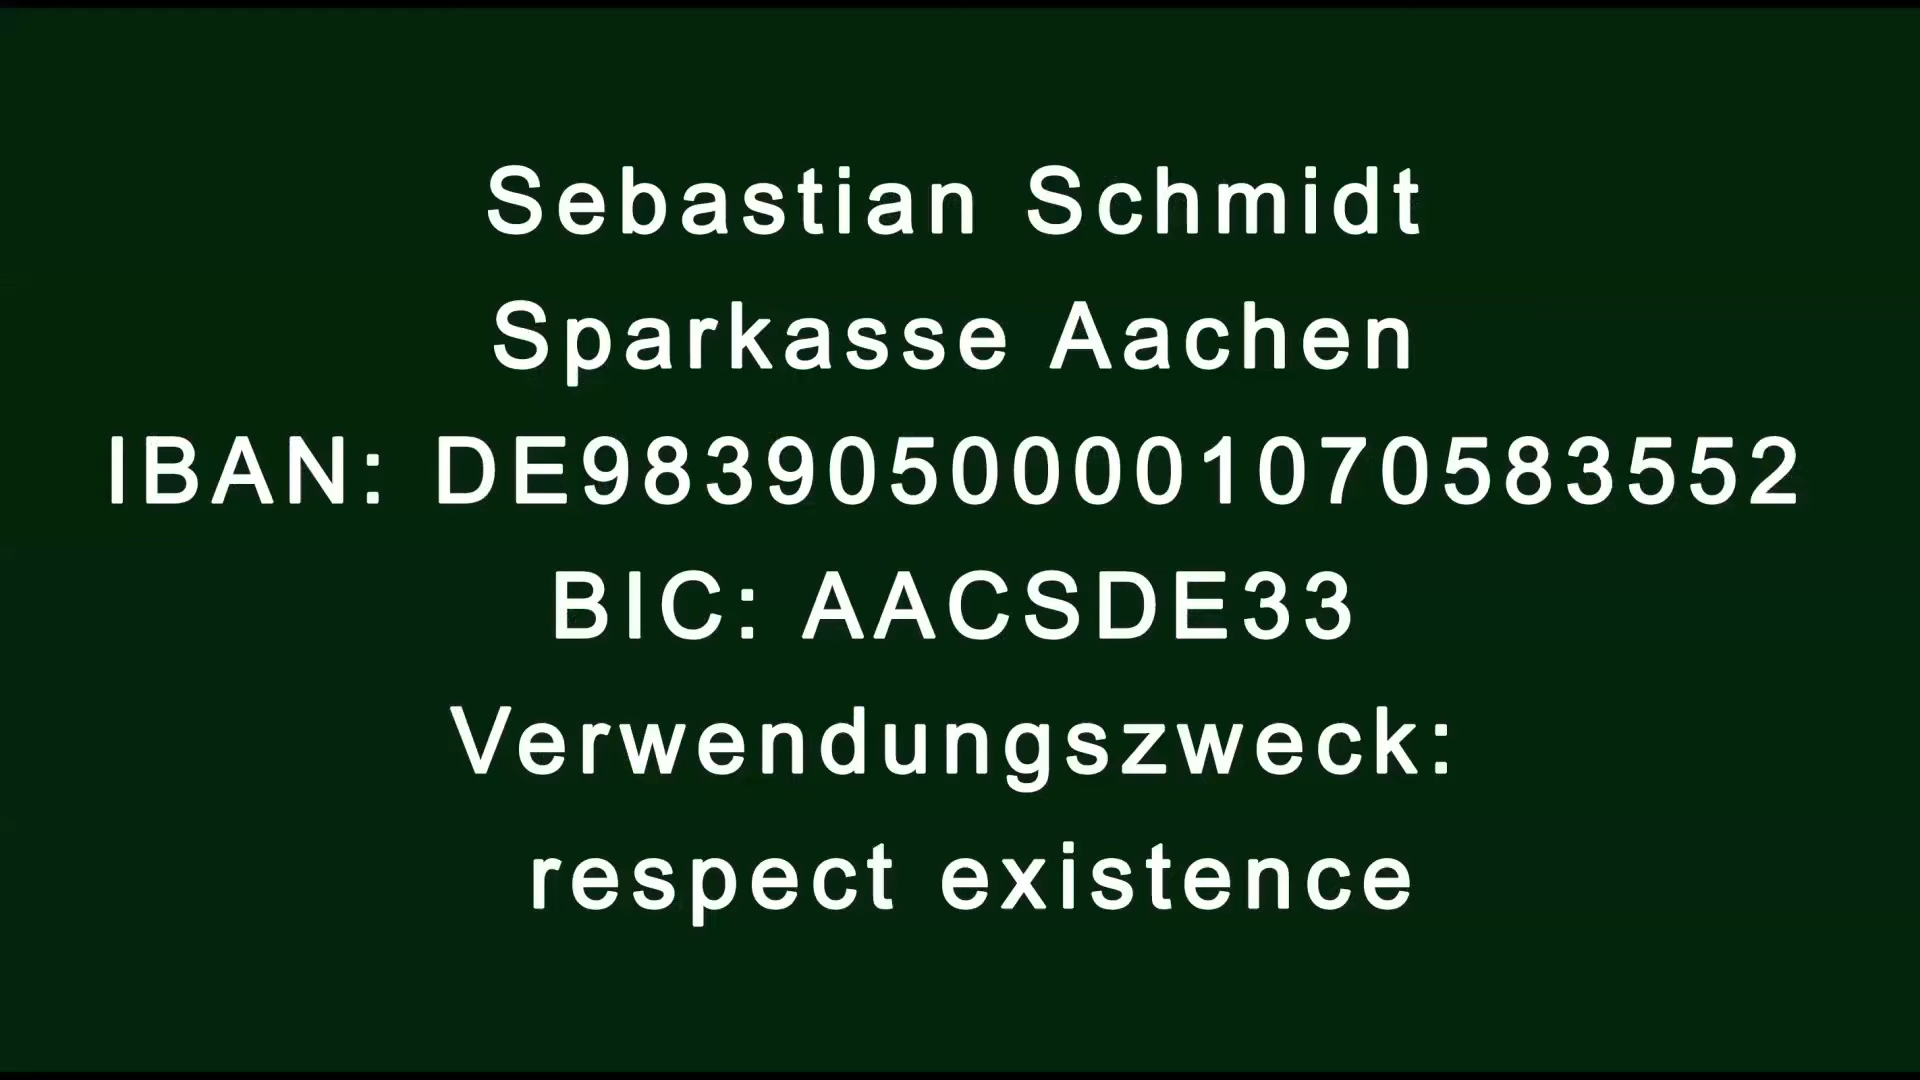 Sebastian Schmidt
Sparkasse Aachen
IBAN: DE98390500001070583552
BIC: AACSDE33
Verwendungszweck:
respect existence